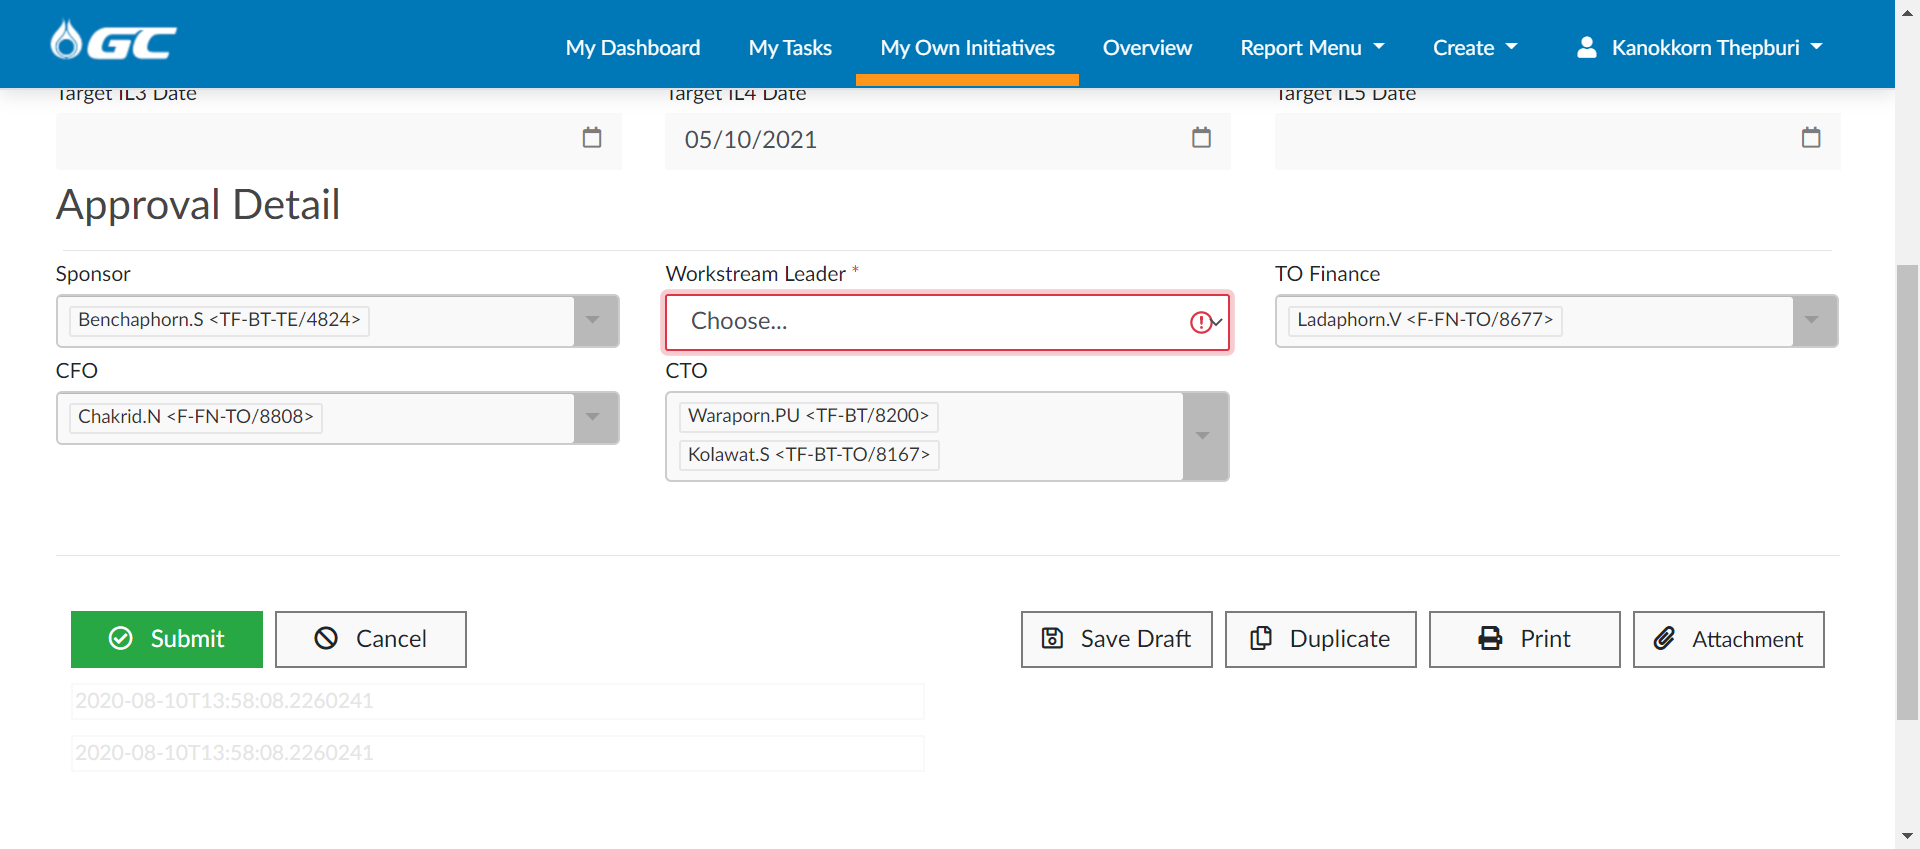 GC
My Dashboard
My Tasks
My Own Initiatives
Overview
Report Menu
Create
Kanokkorn Thepburi
Target IL3 Date
Target IL4 Date
Target IL5 Date
05/10/2021
Approval Detail
Sponsor
Workstream Leader *
TO Finance
Benchaphorn.S <TF-BT-TE/4824>
Choose...
Ladaphorn.V <F-FN-TO/8677>
CFO
CTO
Chakrid.N <F-FN-TO/8808>
Waraporn.PU <TF-BT/8200>
Kolawat.S <TF-BT-TO/8167>
Submit
Cancel
Save Draft
Duplicate
Print
Attachment
2020-08-10T13:58:08.2260241
2020-08-10T13:58:08.2260241